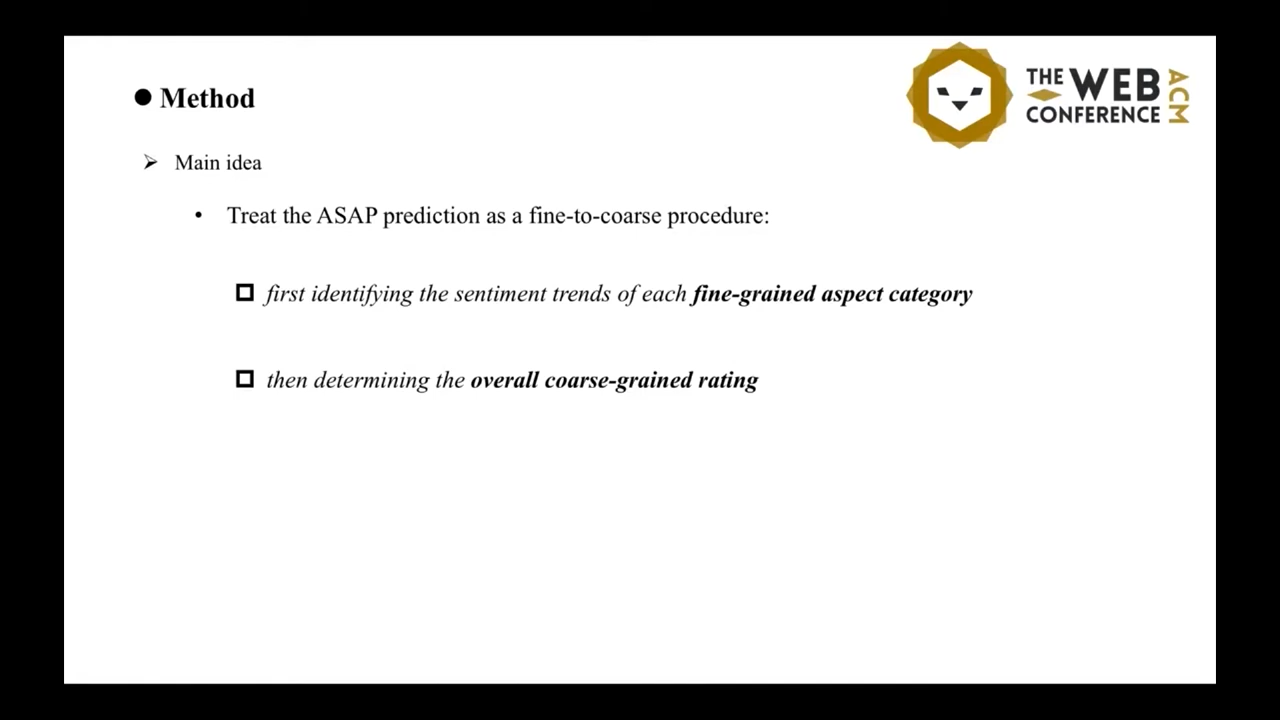 Method
THE WEB CONFERENCE ACM
Main idea
Treat the ASAP prediction as a fine-to-coarse procedure:
first identifying the sentiment trends of each fine-grained aspect category
then determining the overall coarse-grained rating